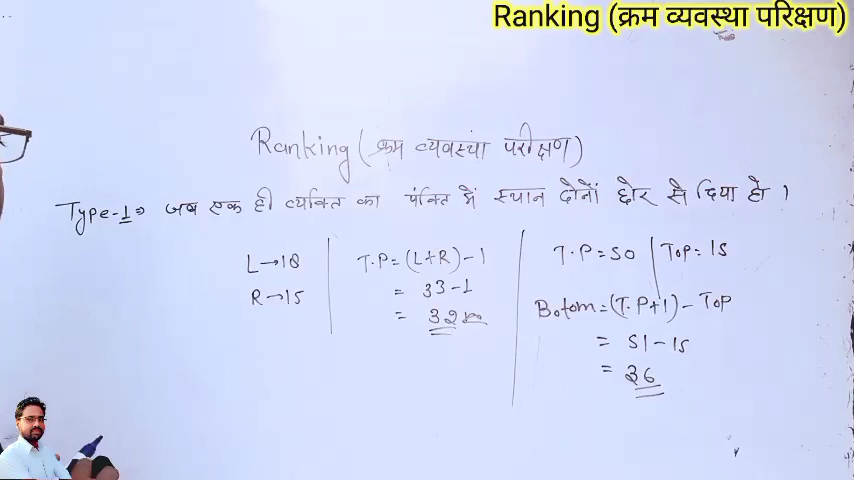 Ranking (क्रम व्यवस्था परिक्षण)
Ranking (क्रम व्यवस्था परीक्षण)
Type-1⇒ जब एक ही व्यक्ति का पंक्ति में स्थान दोनों छोर से दिया हो ।
L→18
R→15
T.P=(L+R)-1
= 33-1
= 32
T.P=50 | Top=15
Botom=(T.P+1)-Top
= 51-15
= 36